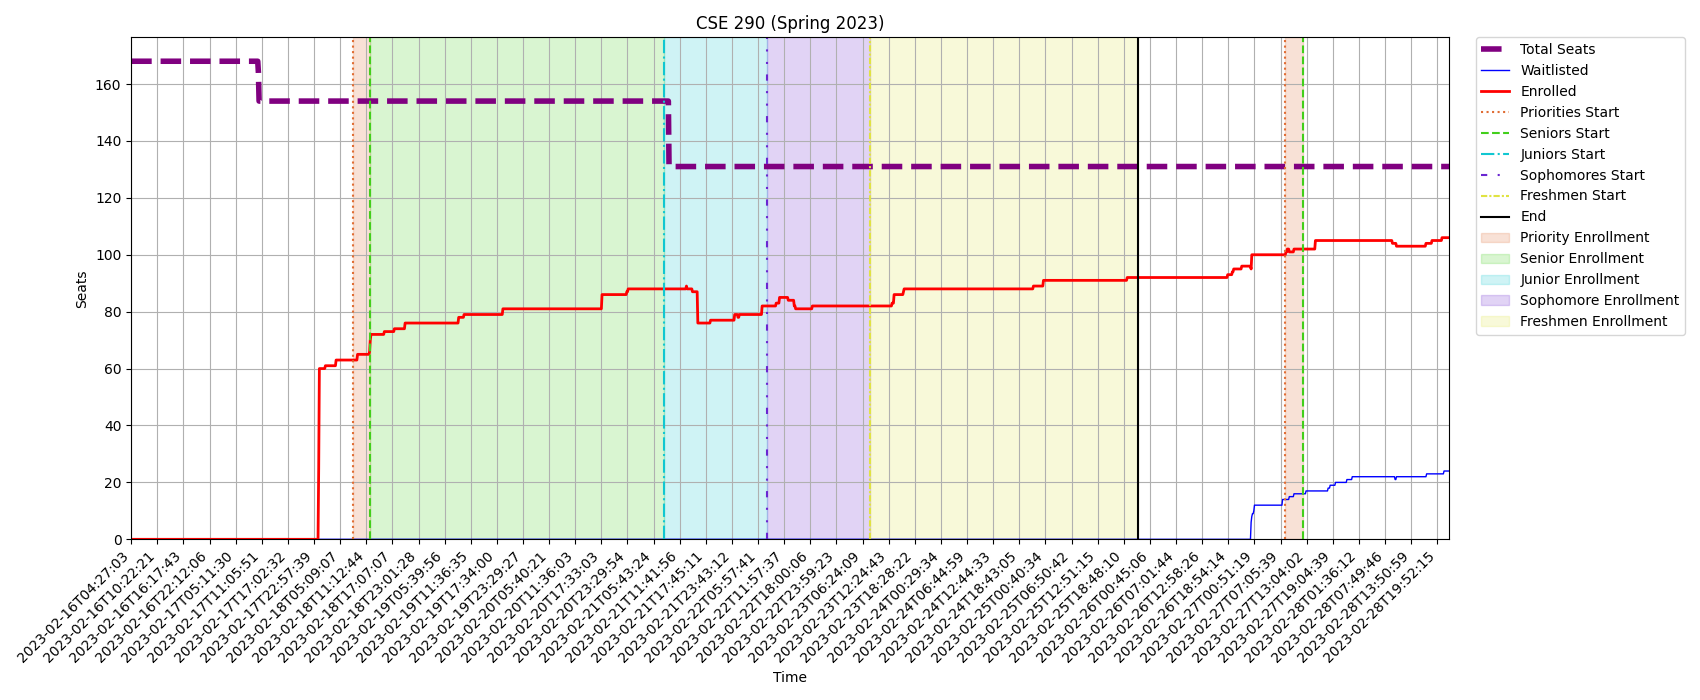 CSE 290 (Spring 2023)
Seats
160
140
120
100
80
60
40
20
0
2023-02-16T04:27:03
2023-02-16T10:22:21
2023-02-16T16:17:43
2023-02-16T22:12:06
2023-02-17T05:11:30
2023-02-17T11:05:51
2023-02-17T17:02:32
2023-02-17T22:57:39
2023-02-18T05:09:07
2023-02-18T11:12:44
2023-02-18T17:07:07
2023-02-18T23:01:28
2023-02-19T05:39:56
2023-02-19T11:36:35
2023-02-19T17:34:00
2023-02-19T23:29:27
2023-02-20T05:40:21
2023-02-20T11:36:03
2023-02-20T17:33:03
2023-02-20T23:29:54
2023-02-21T05:43:24
2023-02-21T11:41:56
2023-02-21T17:45:11
2023-02-21T23:43:12
2023-02-22T05:57:41
2023-02-22T11:57:37
2023-02-22T18:00:06
2023-02-22T23:59:23
2023-02-23T06:24:09
2023-02-23T12:24:43
2023-02-23T18:28:22
2023-02-24T00:29:34
2023-02-24T06:44:59
2023-02-24T12:44:33
2023-02-24T18:43:05
2023-02-25T00:40:34
2023-02-25T06:50:42
2023-02-25T12:51:15
2023-02-25T18:48:10
2023-02-26T00:45:06
2023-02-26T07:01:44
2023-02-26T12:58:26
2023-02-26T18:54:14
2023-02-27T00:51:19
2023-02-27T07:05:39
2023-02-27T13:04:02
2023-02-27T19:04:39
2023-02-28T01:36:12
2023-02-28T07:49:46
2023-02-28T13:50:59
2023-02-28T19:52:15
Time
Total Seats
Waitlisted
Enrolled
Priorities Start
Seniors Start
Juniors Start
Sophomores Start
Freshmen Start
End
Priority Enrollment
Senior Enrollment
Junior Enrollment
Sophomore Enrollment
Freshmen Enrollment